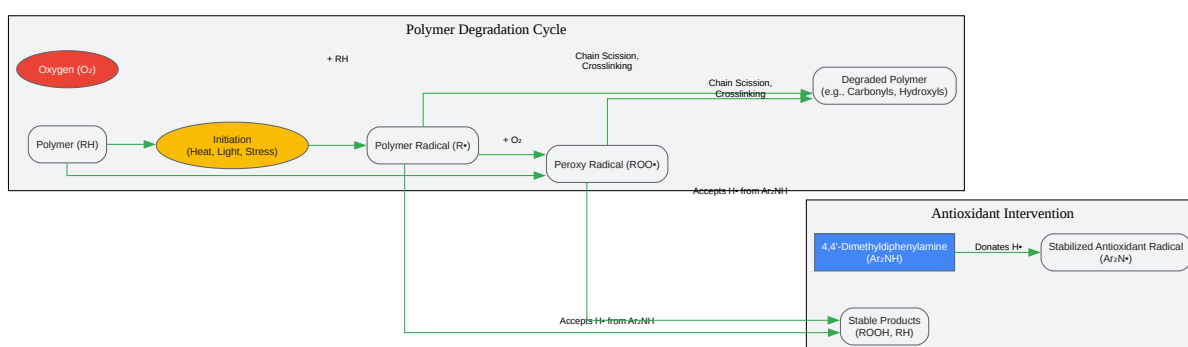 Polymer Degradation Cycle
Oxygen (O₂)
+ RH
Chain Scission,
Crosslinking
Chain Scission,
Crosslinking
Degraded Polymer
(e.g., Carbonyls, Hydroxyls)
Polymer (RH)
Initiation
(Heat, Light, Stress)
Polymer Radical (R•)
+ O₂
Peroxy Radical (ROO•)
Accepts H• from Ar₂NH
Antioxidant Intervention
4,4'-Dimethyldiphenylamine
(Ar₂NH)
Donates H•
Stabilized Antioxidant Radical
(Ar₂N•)
Accepts H• from Ar₂NH
Stable Products
(ROOH, RH)